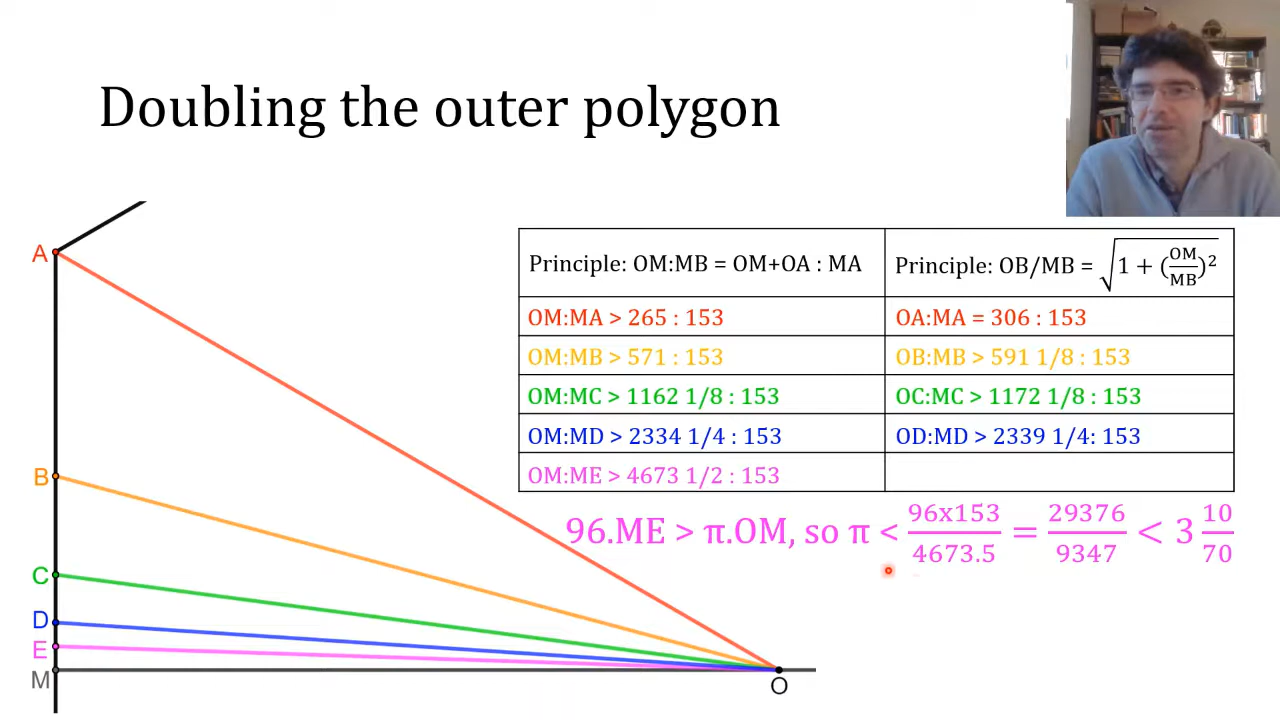 Doubling the outer polygon
A
B
C
D
E
M
O
Principle: OM:MB = OM+OA : MA
Principle: OB/MB = √1 + (OM/MB)²
OM:MA > 265 : 153
OA:MA = 306 : 153
OM:MB > 571 : 153
OB:MB > 591 1/8 : 153
OM:MC > 1162 1/8 : 153
OC:MC > 1172 1/8 : 153
OM:MD > 2334 1/4 : 153
OD:MD > 2339 1/4: 153
OM:ME > 4673 1/2 : 153
96.ME > π.OM, so π < 96x153/4673.5 = 29376/9347 < 3 10/70